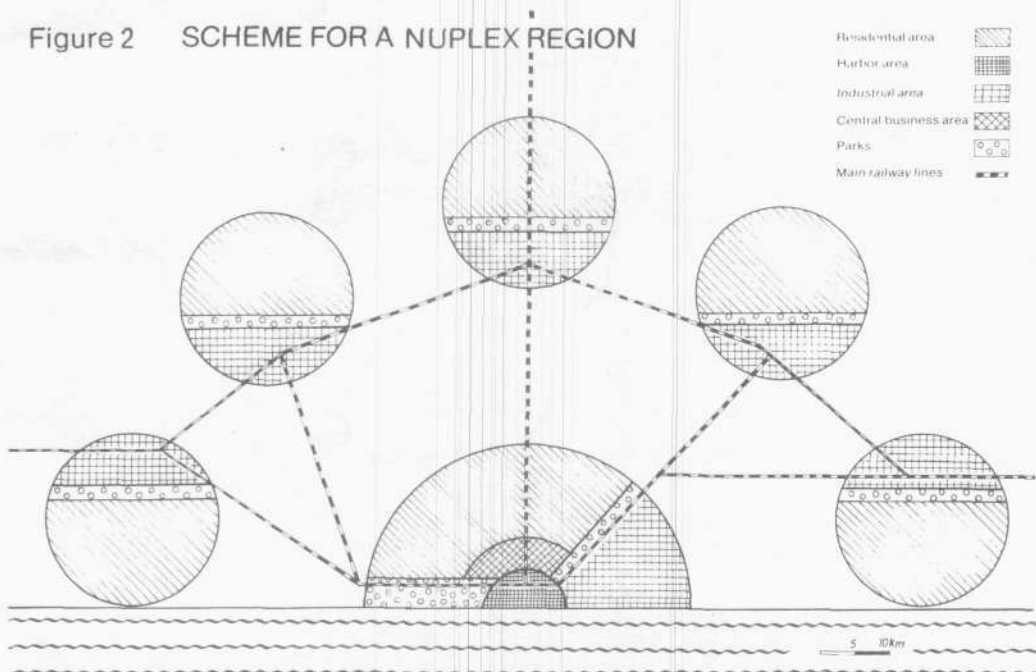 Figure 2 SCHEME FOR A NUPLEX REGION
Residential area
Harbor area
Industrial area
Central business area
Parks
Main railway lines
5 10Km